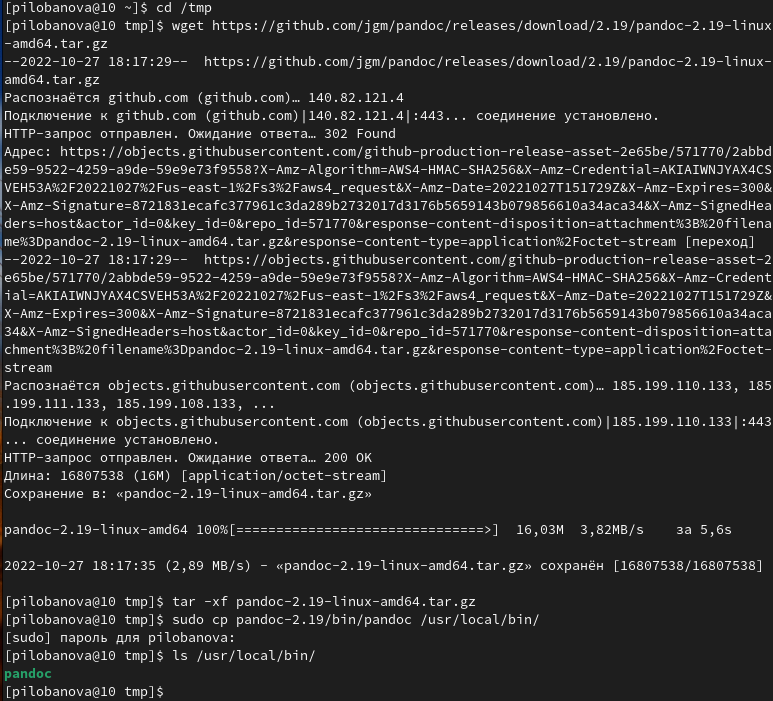 [pilobanova@10 ~]$ cd /tmp
[pilobanova@10 tmp]$ wget https://github.com/jgm/pandoc/releases/download/2.19/pandoc-2.19-linux
-amd64.tar.gz
--2022-10-27 18:17:29--  https://github.com/jgm/pandoc/releases/download/2.19/pandoc-2.19-linux-
amd64.tar.gz
Распознаётся github.com (github.com)… 140.82.121.4
Подключение к github.com (github.com)|140.82.121.4|:443... соединение установлено.
HTTP-запрос отправлен. Ожидание ответа… 302 Found
Адрес: https://objects.githubusercontent.com/github-production-release-asset-2e65be/571770/2abbd
e59-9522-4259-a9de-59e9e73f9558?X-Amz-Algorithm=AWS4-HMAC-SHA256&X-Amz-Credential=AKIAIWNJYAX4CS
VEH53A%2F20221027%2Fus-east-1%2Fs3%2Faws4_request&X-Amz-Date=20221027T151729Z&X-Amz-Expires=300&
X-Amz-Signature=8721831ecafc377961c3da289b2732017d3176b5659143b079856610a34aca34&X-Amz-SignedHea
ders=host&actor_id=0&key_id=0&repo_id=571770&response-content-disposition=attachment%3B%20filena
me%3Dpandoc-2.19-linux-amd64.tar.gz&response-content-type=application%2Foctet-stream [переход]
--2022-10-27 18:17:29--  https://objects.githubusercontent.com/github-production-release-asset-2
e65be/571770/2abbde59-9522-4259-a9de-59e9e73f9558?X-Amz-Algorithm=AWS4-HMAC-SHA256&X-Amz-Credent
ial=AKIAIWNJYAX4CSVEH53A%2F20221027%2Fus-east-1%2Fs3%2Faws4_request&X-Amz-Date=20221027T151729Z&
X-Amz-Expires=300&X-Amz-Signature=8721831ecafc377961c3da289b2732017d3176b5659143b079856610a34aca
34&X-Amz-SignedHeaders=host&actor_id=0&key_id=0&repo_id=571770&response-content-disposition=atta
chment%3B%20filename%3Dpandoc-2.19-linux-amd64.tar.gz&response-content-type=application%2Foctet-
stream
Распознаётся objects.githubusercontent.com (objects.githubusercontent.com)… 185.199.110.133, 185
.199.111.133, 185.199.108.133, ...
Подключение к objects.githubusercontent.com (objects.githubusercontent.com)|185.199.110.133|:443
... соединение установлено.
HTTP-запрос отправлен. Ожидание ответа… 200 OK
Длина: 16807538 (16M) [application/octet-stream]
Сохранение в: «pandoc-2.19-linux-amd64.tar.gz»
pandoc-2.19-linux-amd64 100%[===============================>]  16,03M  3,82MB/s    за 5,6s
2022-10-27 18:17:35 (2,89 MB/s) - «pandoc-2.19-linux-amd64.tar.gz» сохранён [16807538/16807538]
[pilobanova@10 tmp]$ tar -xf pandoc-2.19-linux-amd64.tar.gz
[pilobanova@10 tmp]$ sudo cp pandoc-2.19/bin/pandoc /usr/local/bin/
[sudo] пароль для pilobanova:
[pilobanova@10 tmp]$ ls /usr/local/bin/
pandoc
[pilobanova@10 tmp]$